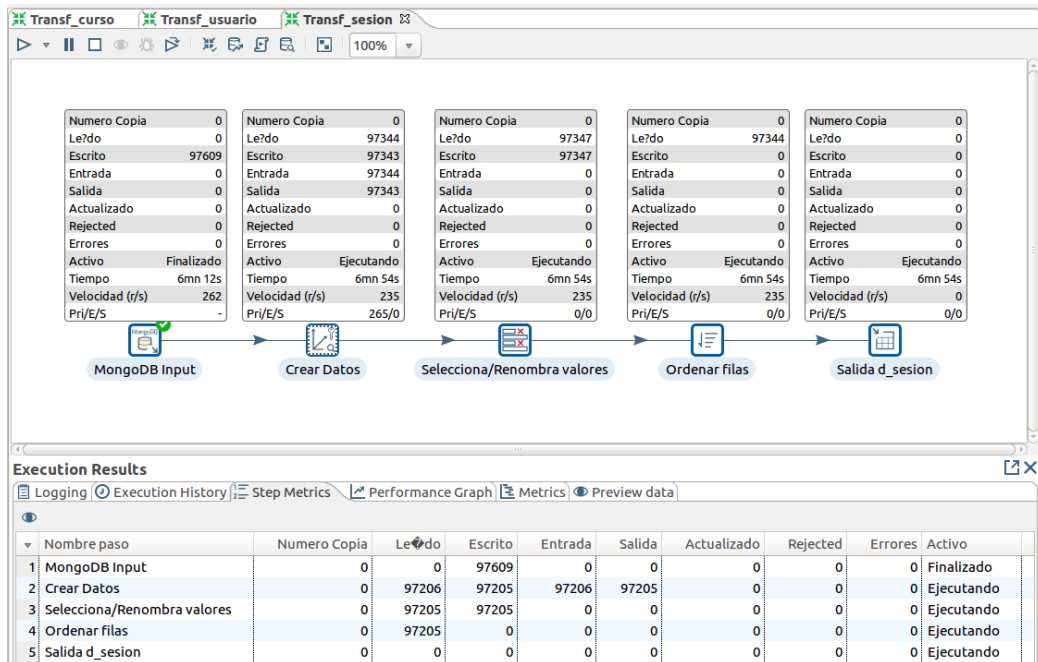 Transf_curso Transf_usuario Transf_sesion
100%
Numero Copia 0 Numero Copia 0 Numero Copia 0 Numero Copia 0 Numero Copia 0
Le?do 0 Le?do 97344 Le?do 97347 Le?do 97344 Le?do 0
Escrito 97609 Escrito 97343 Escrito 97347 Escrito 0 Escrito 0
Entrada 0 Entrada 97344 Entrada 0 Entrada 0 Entrada 0
Salida 0 Salida 97343 Salida 0 Salida 0 Salida 0
Actualizado 0 Actualizado 0 Actualizado 0 Actualizado 0 Actualizado 0
Rejected 0 Rejected 0 Rejected 0 Rejected 0 Rejected 0
Errores 0 Errores 0 Errores 0 Errores 0 Errores 0
Activo Finalizado Activo Ejecutando Activo Ejecutando Activo Ejecutando Activo Ejecutando
Tiempo 6mn 12s Tiempo 6mn 54s Tiempo 6mn 54s Tiempo 6mn 54s Tiempo 6mn 54s
Velocidad (r/s) 262 Velocidad (r/s) 235 Velocidad (r/s) 235 Velocidad (r/s) 235 Velocidad (r/s) 0
Pri/E/S - Pri/E/S 265/0 Pri/E/S 0/0 Pri/E/S 0/0 Pri/E/S 0/0
MongoDB
MongoDB Input Crear Datos Selecciona/Renombra valores Ordenar filas Salida d_sesion
Execution Results
Logging Execution History Step Metrics Performance Graph Metrics Preview data
Nombre paso Numero Copia Le�do Escrito Entrada Salida Actualizado Rejected Errores Activo
1 MongoDB Input 0 0 97609 0 0 0 0 0 Finalizado
2 Crear Datos 0 97206 97205 97206 97205 0 0 0 Ejecutando
3 Selecciona/Renombra valores 0 97205 97205 0 0 0 0 0 Ejecutando
4 Ordenar filas 0 97205 0 0 0 0 0 0 Ejecutando
5 Salida d_sesion 0 0 0 0 0 0 0 0 Ejecutando